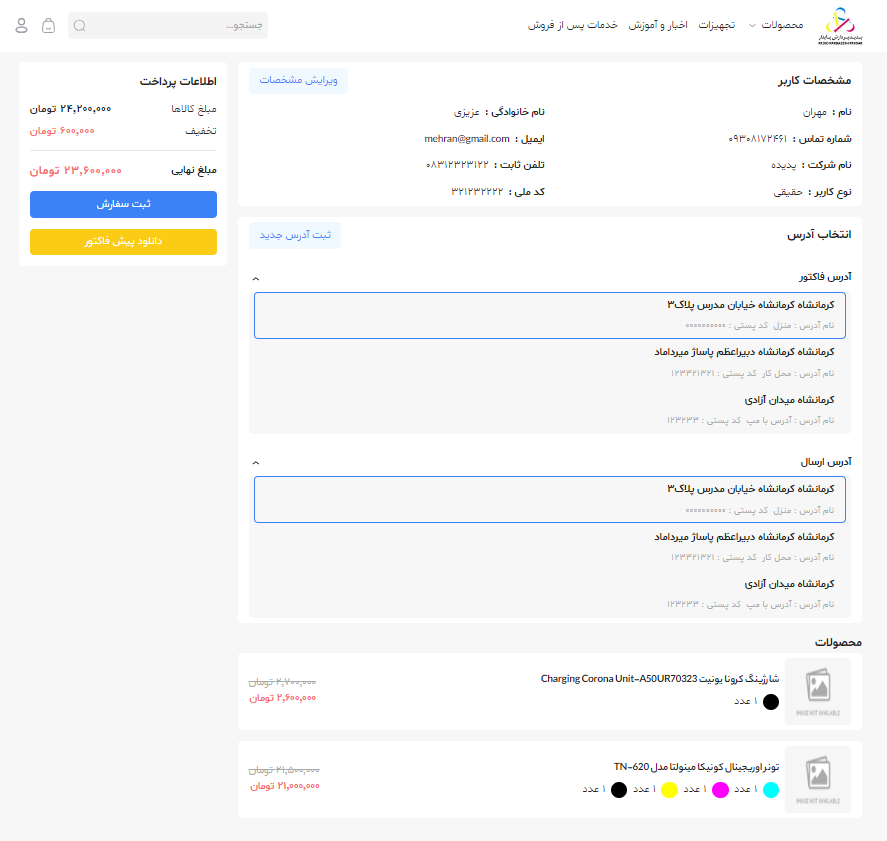 محصولات
تجهیزات
اخبار و آموزش
خدمات پس از فروش
جستجو...
مشخصات کاربر
ویرایش مشخصات
نام : مهران
نام خانوادگی : عزیزی
شماره تماس : ۰۹۳۰۸۱۷۲۴۶۱
ایمیل : mehran@gmail.com
نام شرکت : پدیده
تلفن ثابت : ۰۸۳۱۲۳۲۳۱۲۲
نوع کاربر : حقیقی
کد ملی : ۳۲۱۲۳۲۲۲۲
انتخاب آدرس
ثبت آدرس جدید
آدرس فاکتور
کرمانشاه کرمانشاه خیابان مدرس پلاک۳
نام آدرس : منزل کد پستی : ۰۰۰۰۰۰۰۰۰۰
کرمانشاه کرمانشاه دبیراعظم پاساژ میرداماد
نام آدرس : محل کار کد پستی : ۱۲۳۳۲۱۳۲۱
کرمانشاه میدان آزادی
نام آدرس : آدرس با مپ کد پستی : ۱۲۳۲۳۳
آدرس ارسال
کرمانشاه کرمانشاه خیابان مدرس پلاک۳
نام آدرس : منزل کد پستی : ۰۰۰۰۰۰۰۰۰۰
کرمانشاه کرمانشاه دبیراعظم پاساژ میرداماد
نام آدرس : محل کار کد پستی : ۱۲۳۳۲۱۳۲۱
کرمانشاه میدان آزادی
نام آدرس : آدرس با مپ کد پستی : ۱۲۳۲۳۳
محصولات
شارژینگ کرونا یونیت Charging Corona Unit-A50UR70323
۱ عدد
۲,۷۰۰,۰۰۰ تومان
۲,۶۰۰,۰۰۰ تومان
IMAGE NOT AVAILABLE
تونر اوریجینال کونیکا مینولتا مدل TN-620
۱ عدد ۱ عدد ۱ عدد ۱ عدد
۲۱,۵۰۰,۰۰۰ تومان
۲۱,۰۰۰,۰۰۰ تومان
IMAGE NOT AVAILABLE
اطلاعات پرداخت
مبلغ کالاها ۲۴,۲۰۰,۰۰۰ تومان
تخفیف ۶۰۰,۰۰۰ تومان
مبلغ نهایی ۲۳,۶۰۰,۰۰۰ تومان
ثبت سفارش
دانلود پیش فاکتور